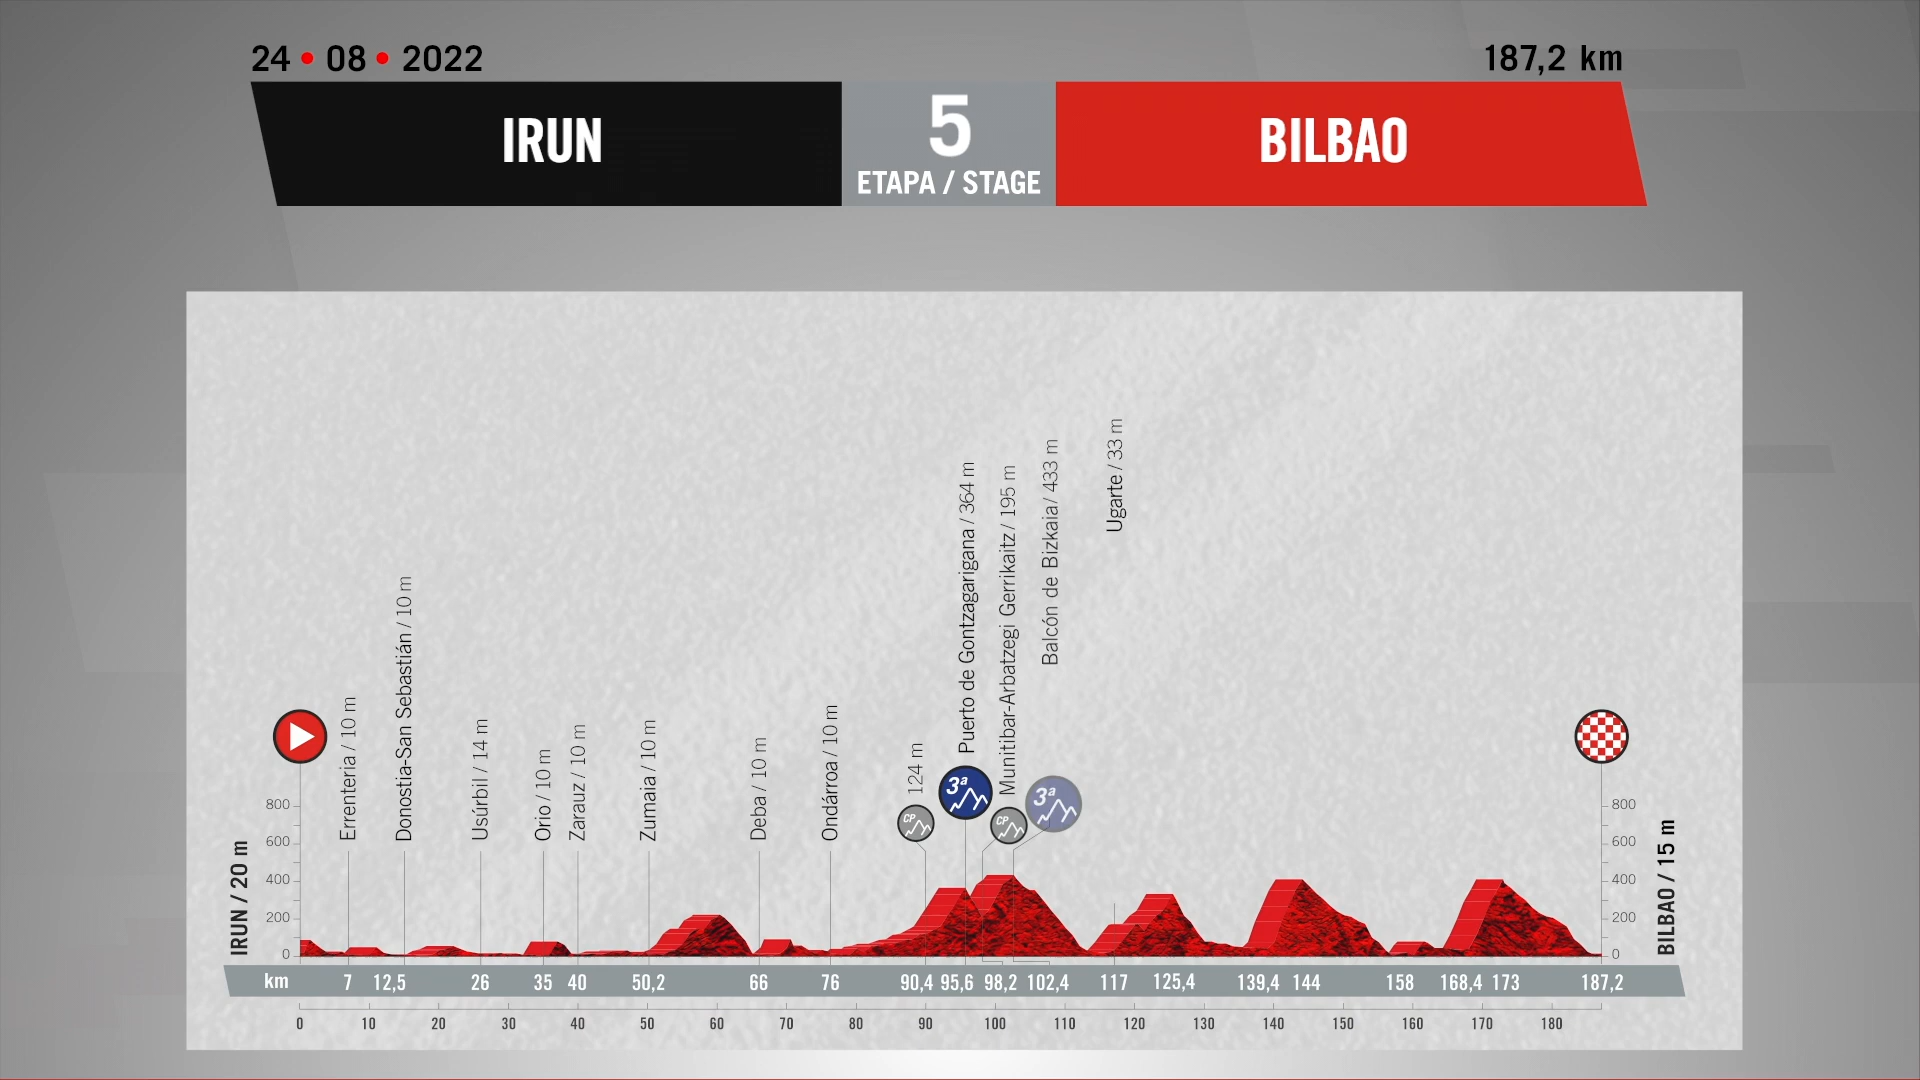 24 • 08 • 2022
187,2 km
IRUN
5
ETAPA / STAGE
BILBAO
Errenteria / 10 m
Donostia-San Sebastián / 10 m
Usúrbil / 14 m
Orio / 10 m
Zarauz / 10 m
Zumaia / 10 m
Deba / 10 m
Ondárroa / 10 m
124 m
Puerto de Gontzagarigana / 364 m
Munitibar-Arbatzegi Gerrikaitz / 195 m
Balcón de Bizkaia / 433 m
Ugarte / 33 m
CP
3ª
CP
3ª
IRUN / 20 m
800
600
400
200
0
800
600
400
200
0
BILBAO / 15 m
km 7 12,5 26 35 40 50,2 66 76 90,4 95,6 98,2 102,4 117 125,4 139,4 144 158 168,4 173 187,2
0 10 20 30 40 50 60 70 80 90 100 110 120 130 140 150 160 170 180